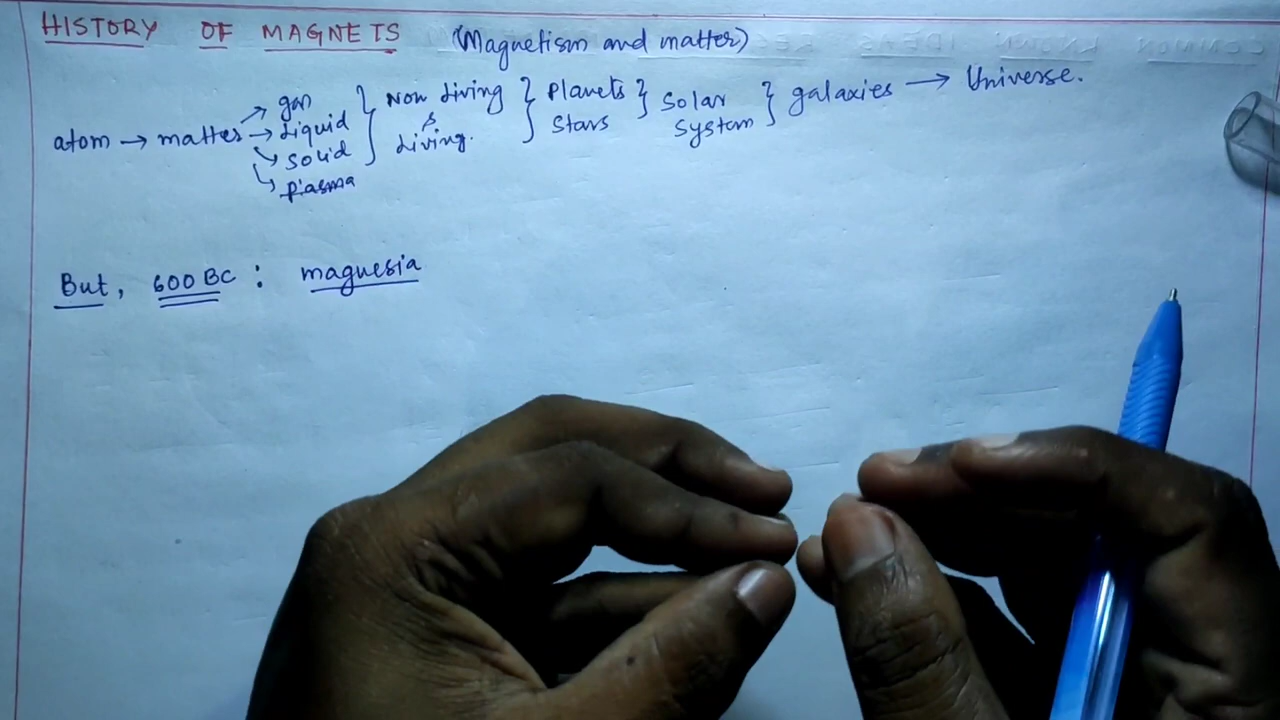 HISTORY OF MAGNETS (Magnetism and matter)
atom → matter → gas } Non living } Planets } Solar } galaxies → Universe.
→ Liquid & Stars System
→ Solid living.
→ plasma
But, 600 BC : magnesia